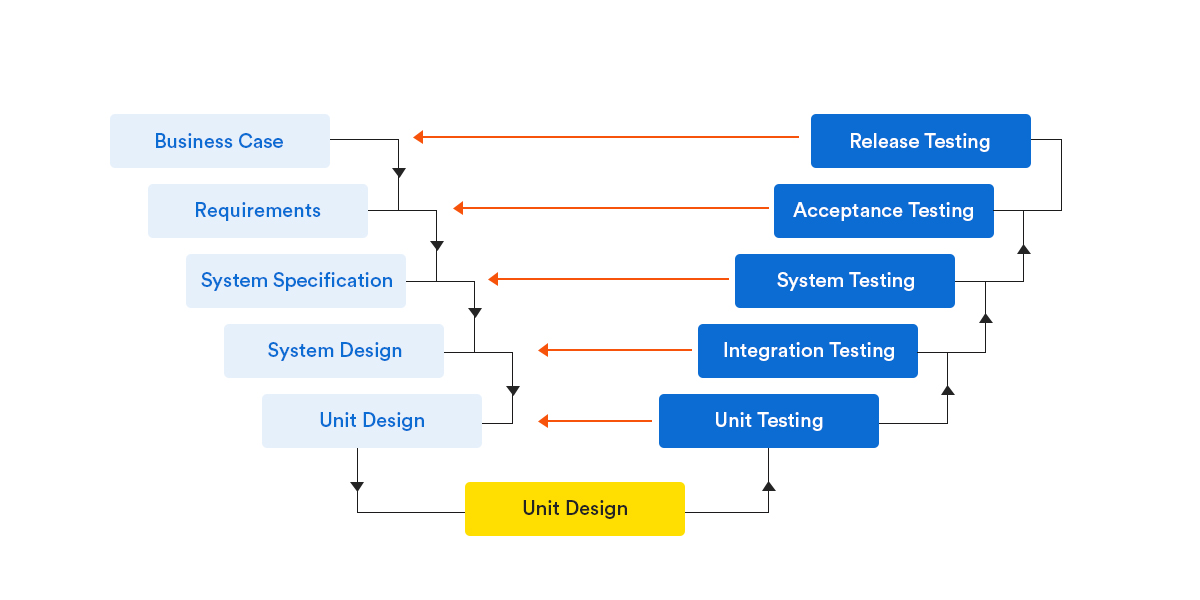 Business Case
Release Testing
Requirements
Acceptance Testing
System Specification
System Testing
System Design
Integration Testing
Unit Design
Unit Testing
Unit Design